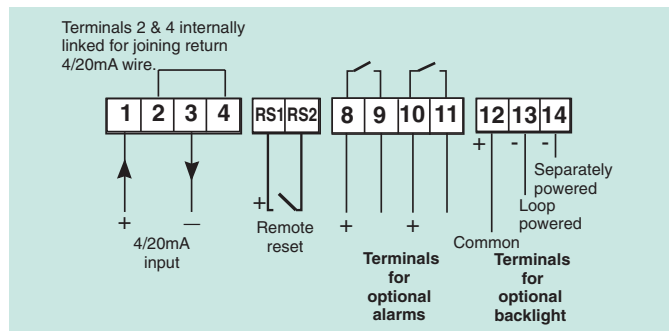 Terminals 2 & 4 internally
linked for joining return
4/20mA wire.
1 2 3 4 RS1 RS2 8 9 10 11 12 13 14
+ - -
Separately
powered
+ Loop
powered
+ — Remote
reset
+ + Common
4/20mA
input
Terminals
for
optional
alarms
Terminals
for
optional
backlight